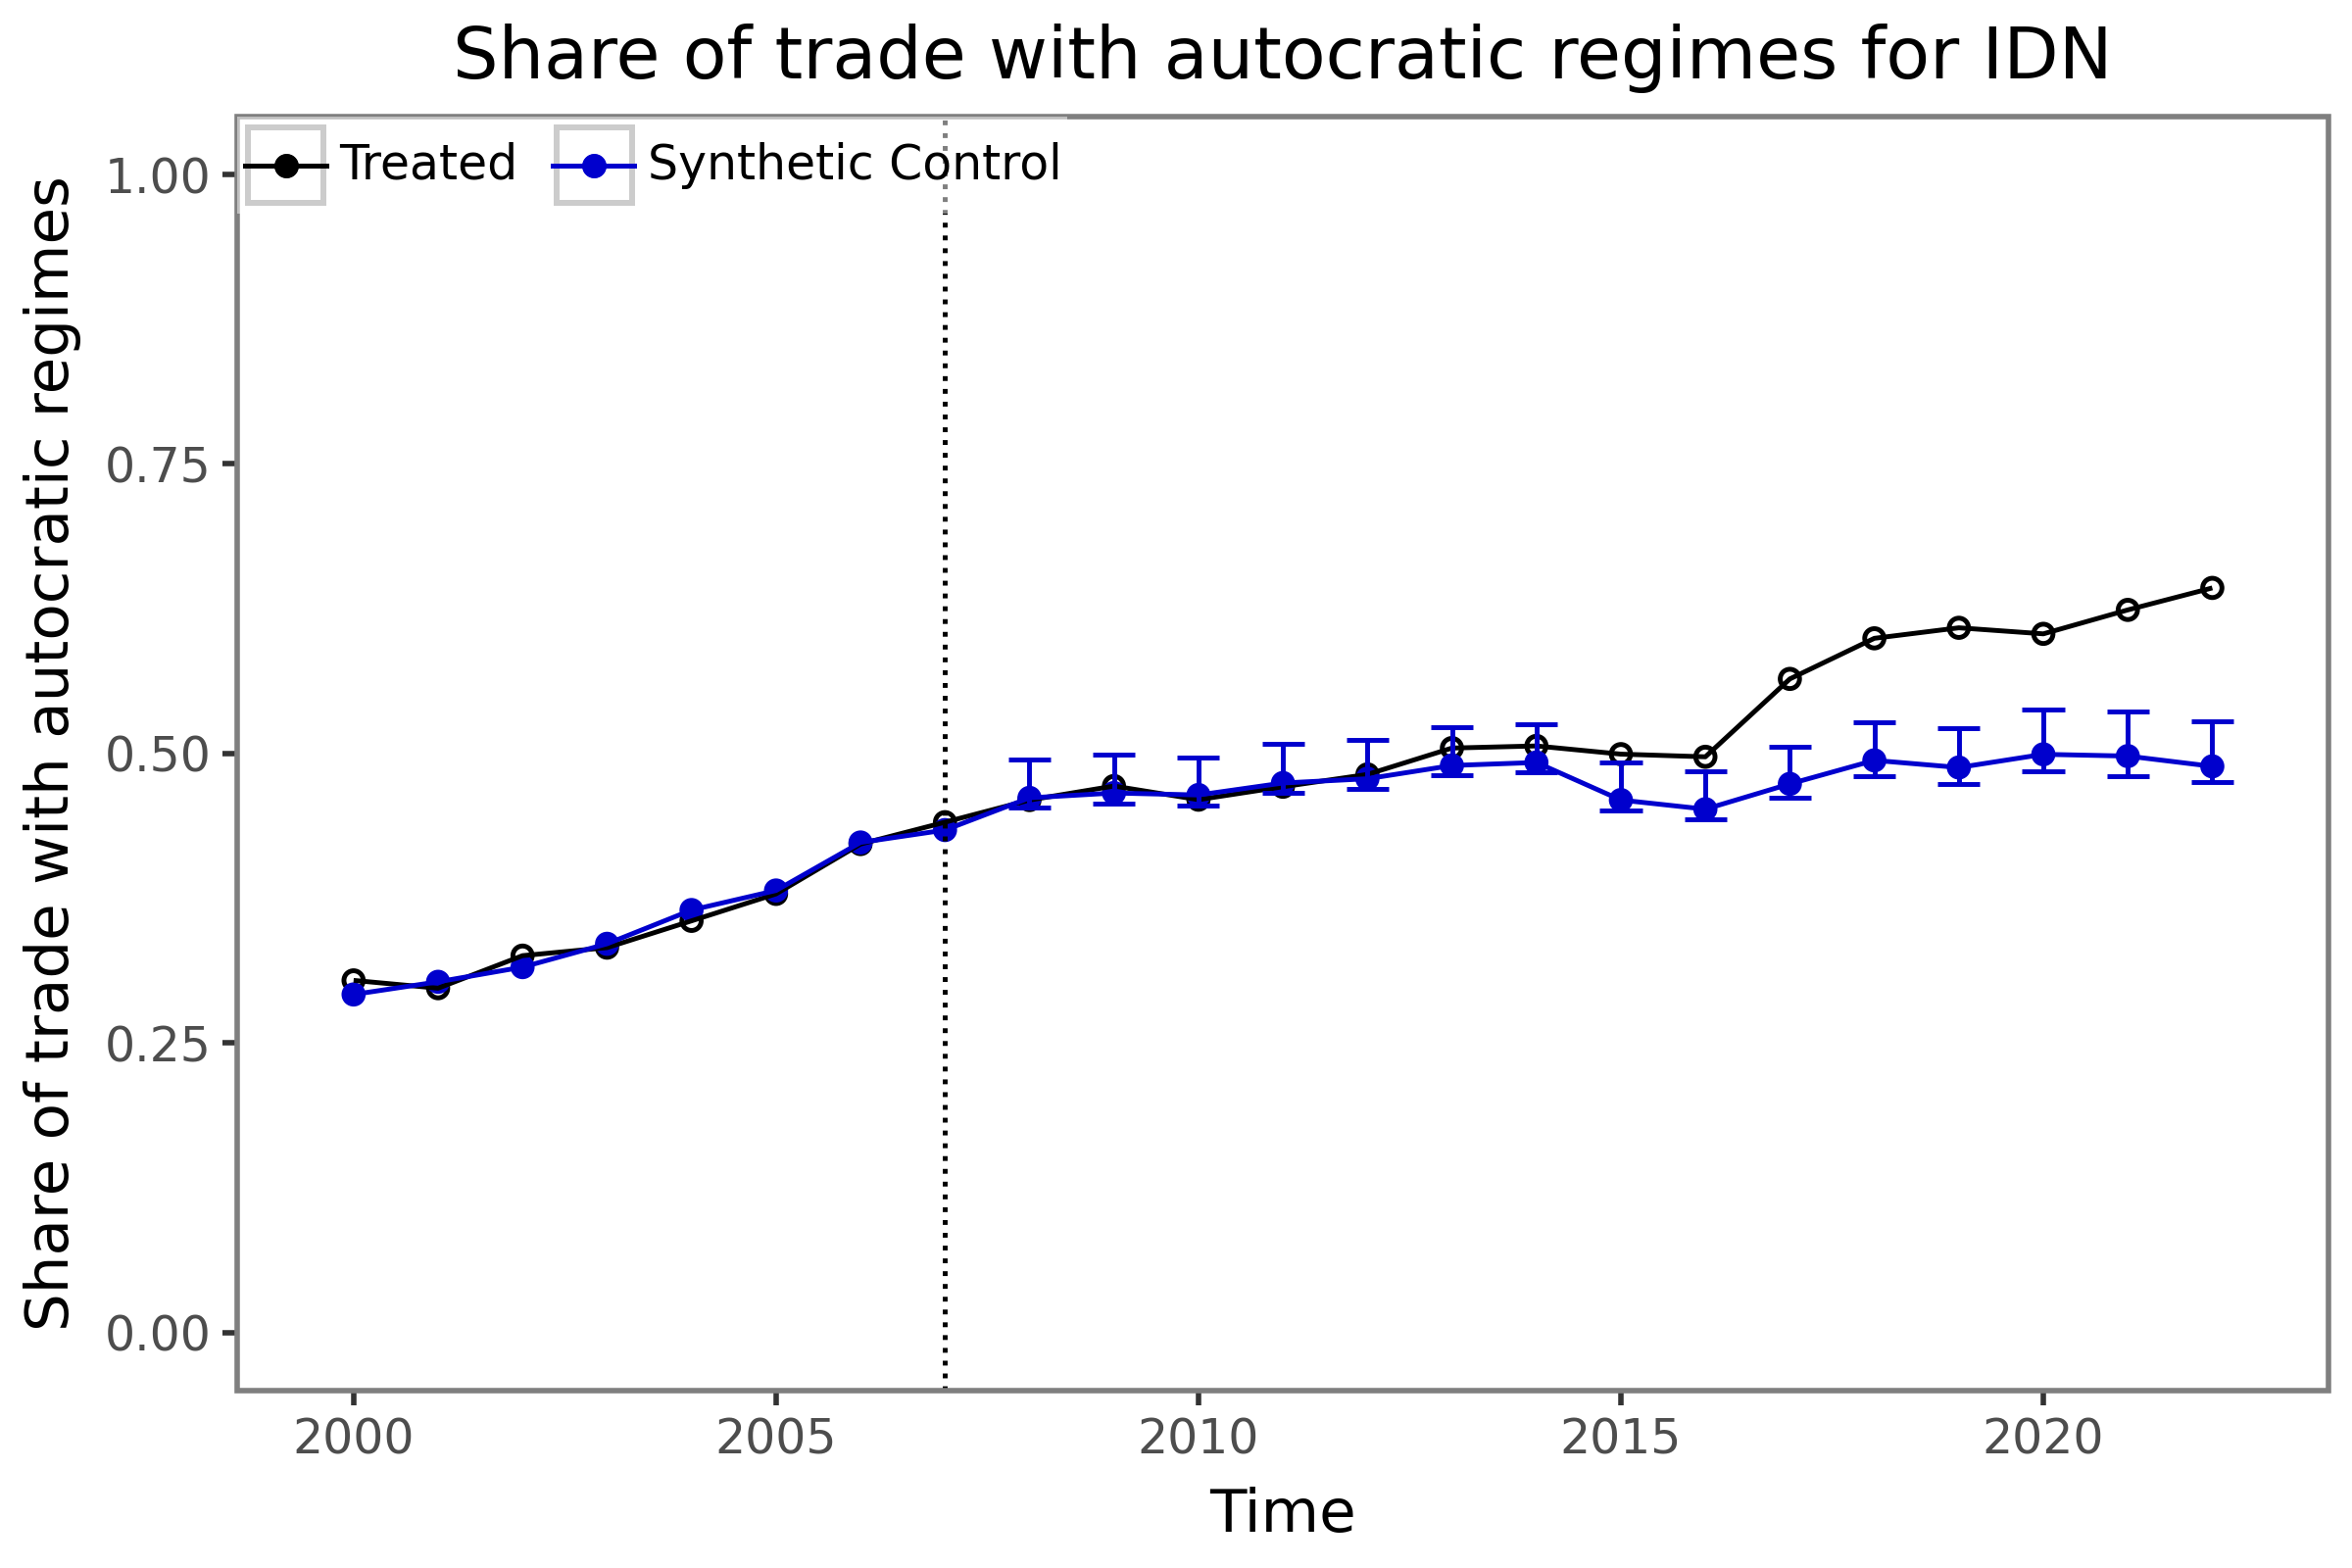 Share of trade with autocratic regimes for IDN
Treated
Synthetic Control
Share of trade with autocratic regimes
1.00
0.75
0.50
0.25
0.00
2000
2005
2010
2015
2020
Time